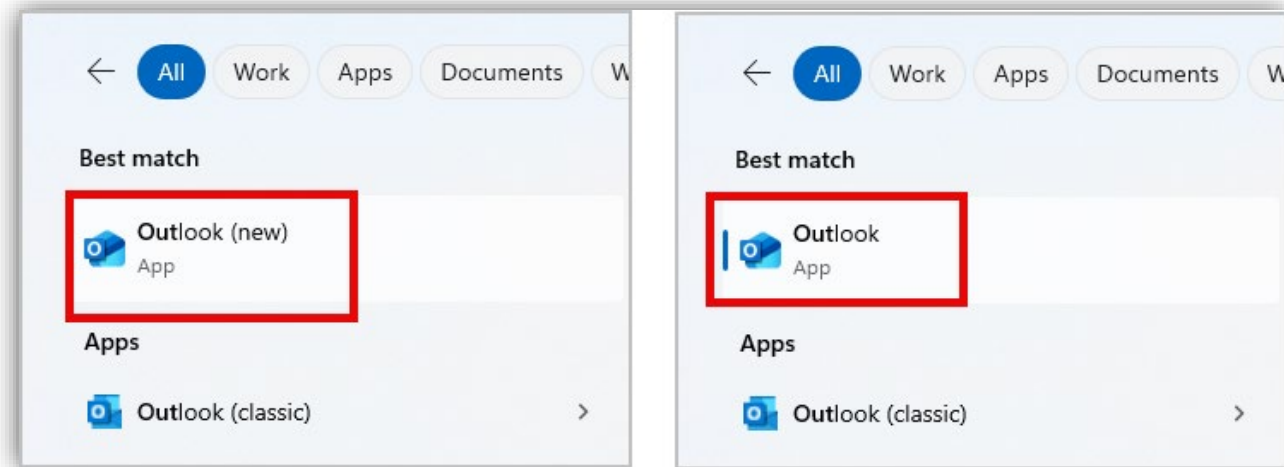 All Work Apps Documents
Best match
Outlook (new)
App
Apps
Outlook (classic)
All Work Apps Documents
Best match
Outlook
App
Apps
Outlook (classic)